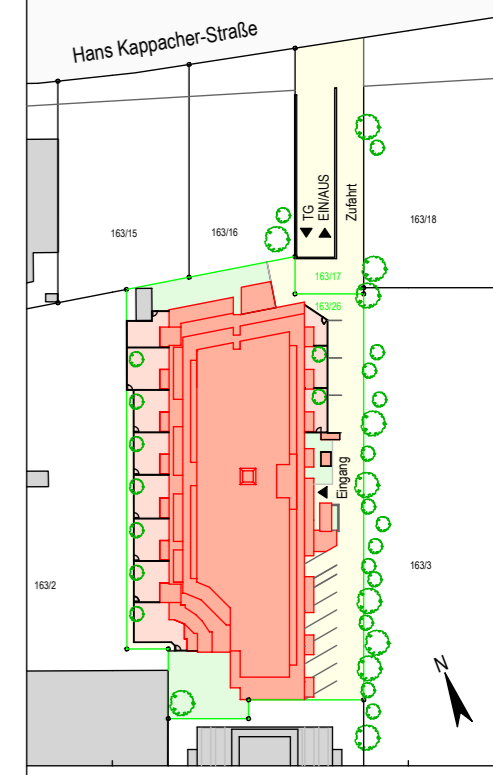 Hans Kappacher-Straße
TG
EIN/AUS
Zufahrt
163/15
163/16
163/18
163/17
163/26
Eingang
163/2
163/3
N